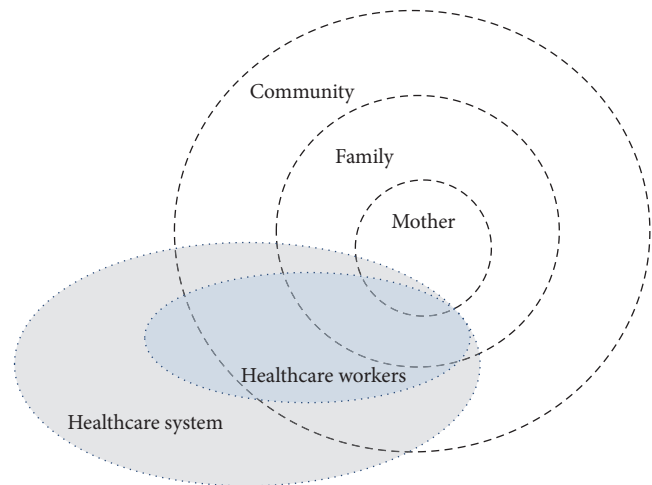 Community
Family
Mother
Healthcare workers
Healthcare system